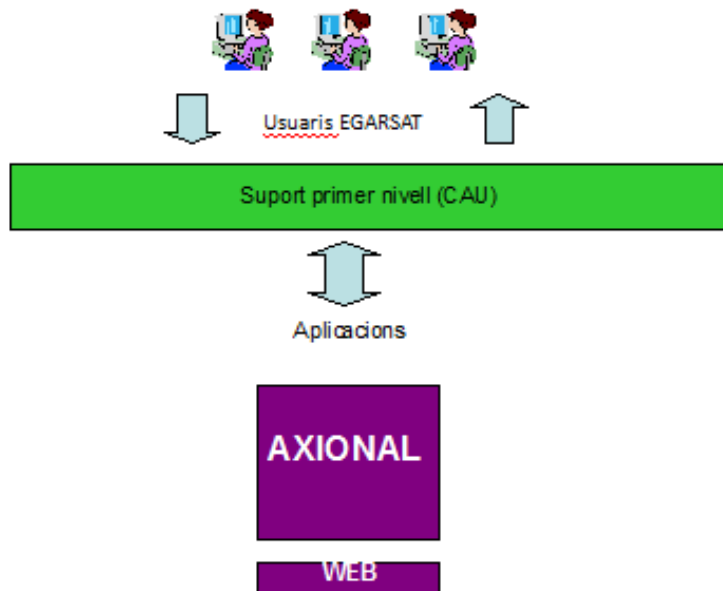 Usuaris EGARSAT
Suport primer nivell (CAU)
Aplicacions
AXIONAL
WEB